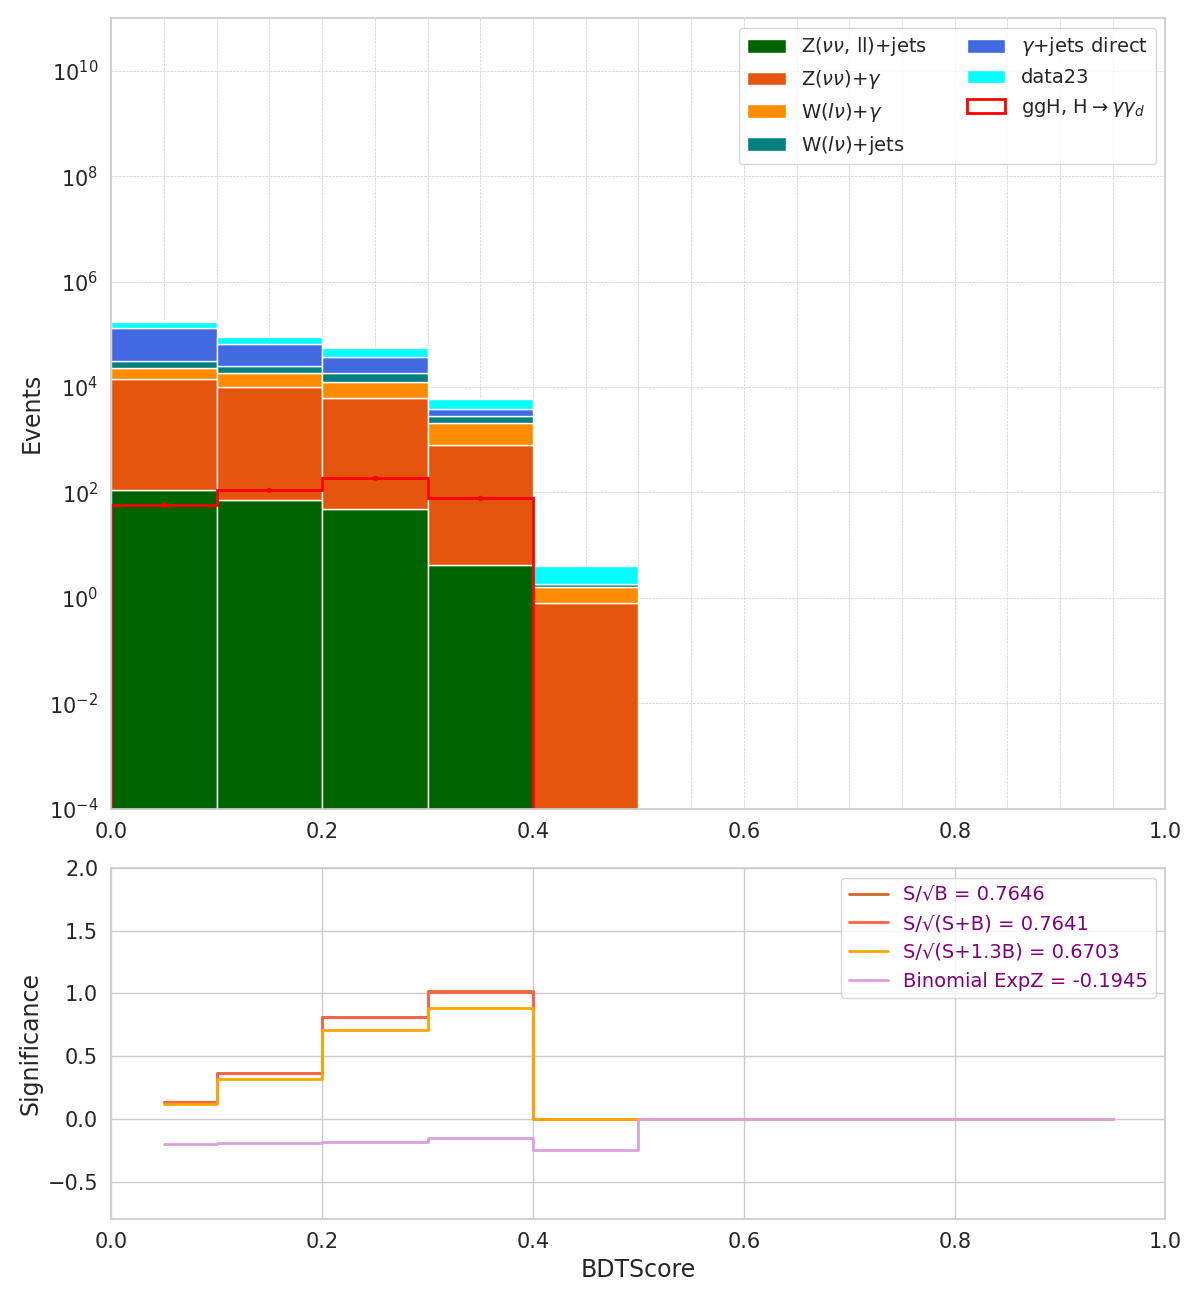 Z(νν, ll)+jets
Z(νν)+γ
W(lν)+γ
W(lν)+jets
γ+jets direct
data23
ggH, H→γγ_d
Events
10^10
10^8
10^6
10^4
10^2
10^0
10^−2
10^−4
0.0 0.2 0.4 0.6 0.8 1.0
S/√B = 0.7646
S/√(S+B) = 0.7641
S/√(S+1.3B) = 0.6703
Binomial ExpZ = -0.1945
Significance
2.0
1.5
1.0
0.5
0.0
−0.5
0.0 0.2 0.4 0.6 0.8 1.0
BDTScore